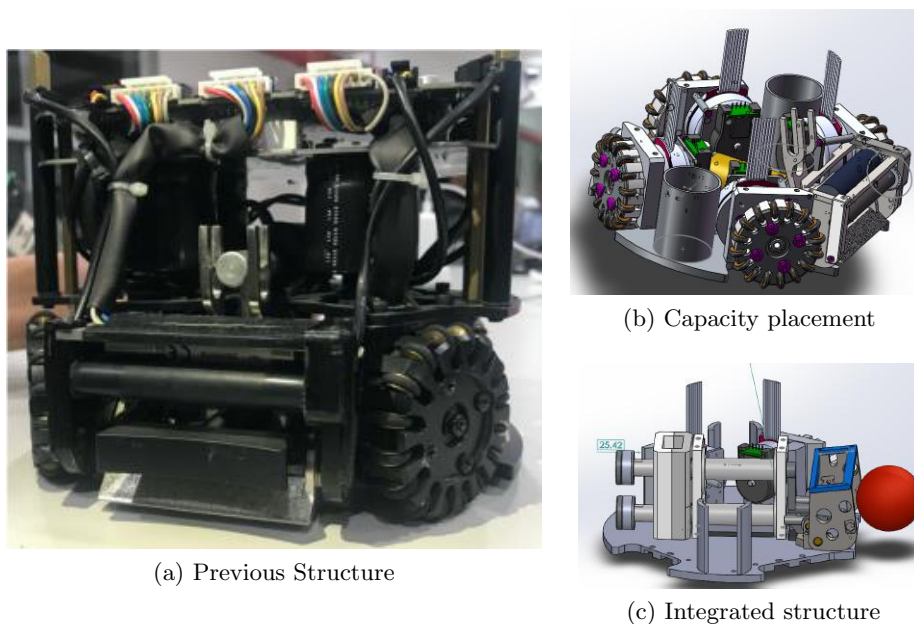 (a) Previous Structure
(b) Capacity placement
25.42
(c) Integrated structure